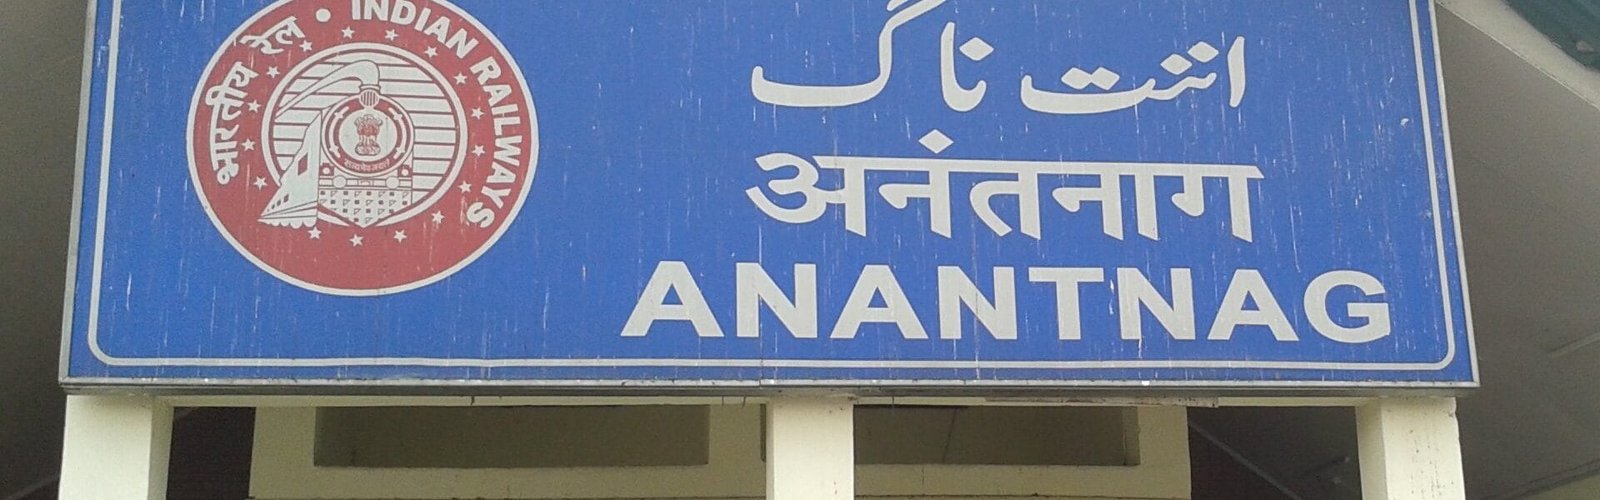 भारतीय रेल • INDIAN RAILWAYS
اننت ناگ
अनंतनाग
ANANTNAG